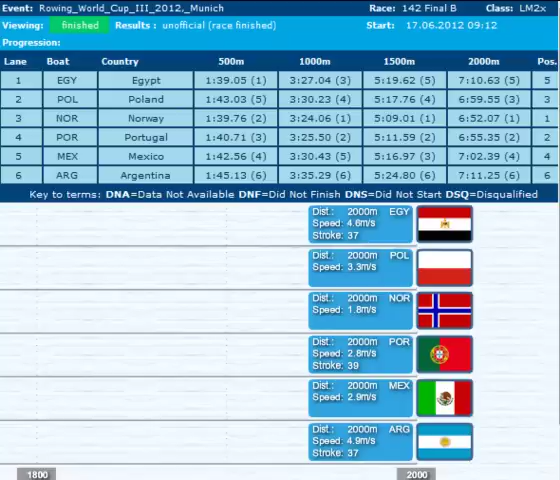 Event: Rowing_World_Cup_III_2012,_Munich Race: 142 Final B Class: LM2x
Viewing: finished Results : unofficial (race finished) Start: 17.06.2012 09:12
Progression:
Lane Boat Country 500m 1000m 1500m 2000m Pos.
1 EGY Egypt 1:39.05 (1) 3:27.04 (3) 5:19.62 (5) 7:10.63 (5) 5
2 POL Poland 1:43.03 (5) 3:30.23 (4) 5:17.76 (4) 6:59.55 (3) 3
3 NOR Norway 1:39.76 (2) 3:24.06 (1) 5:09.01 (1) 6:52.07 (1) 1
4 POR Portugal 1:40.71 (3) 3:25.50 (2) 5:11.59 (2) 6:55.35 (2) 2
5 MEX Mexico 1:42.56 (4) 3:30.43 (5) 5:16.97 (3) 7:02.39 (4) 4
6 ARG Argentina 1:45.13 (6) 3:35.29 (6) 5:24.80 (6) 7:11.25 (6) 6
Key to terms: DNA=Data Not Available DNF=Did Not Finish DNS=Did Not Start DSQ=Disqualified
Dist.: 2000m EGY
Speed: 4.6m/s
Stroke: 37
Dist.: 2000m POL
Speed: 3.3m/s
Dist.: 2000m NOR
Speed: 1.8m/s
Dist.: 2000m POR
Speed: 2.8m/s
Stroke: 39
Dist.: 2000m MEX
Speed: 2.9m/s
Dist.: 2000m ARG
Speed: 4.9m/s
Stroke: 37
1800 2000